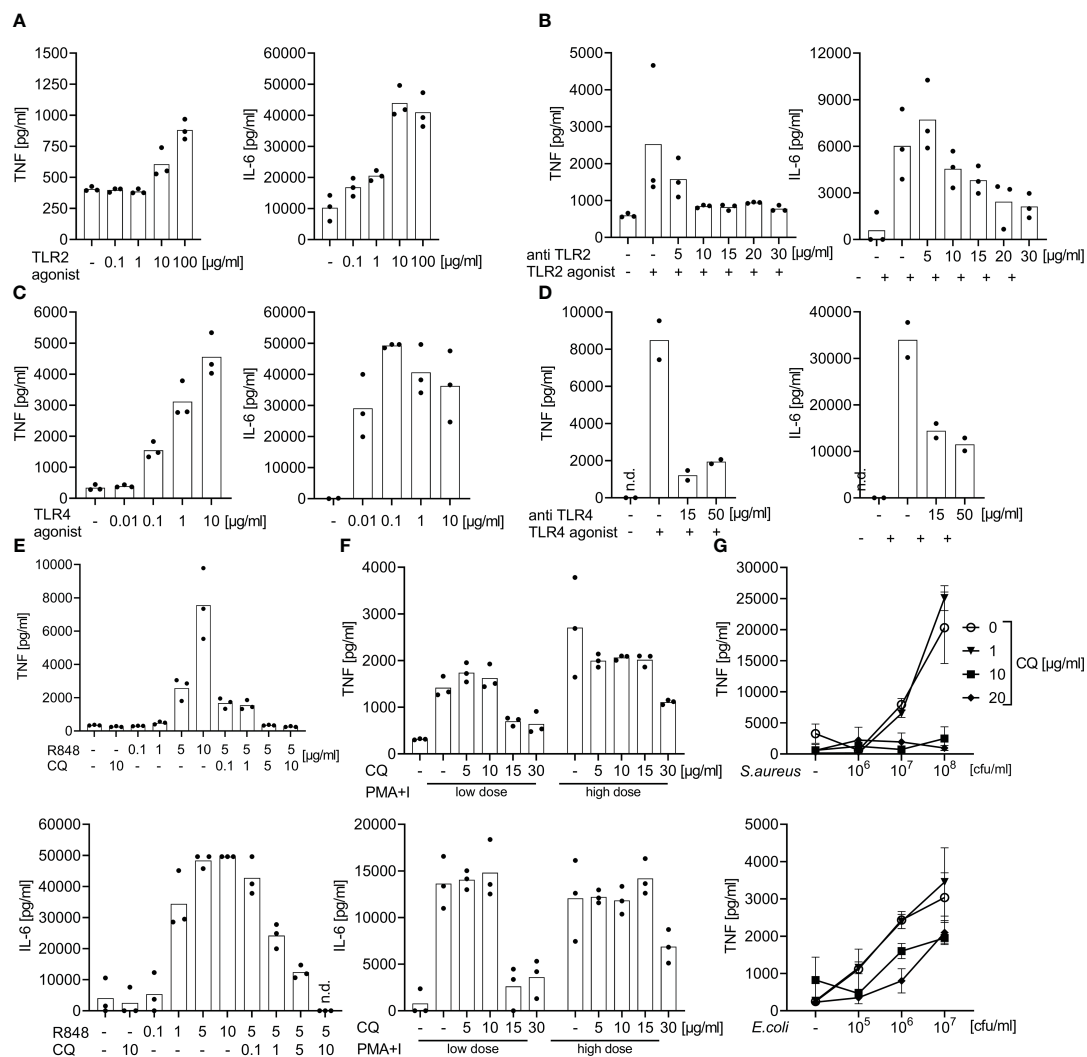 A
B
1500
1250
1000
750
500
250
0
TNF [pg/ml]
TLR2
agonist
- 0.1 1 10 100 [µg/ml]
60000
50000
40000
30000
20000
10000
0
IL-6 [pg/ml]
- 0.1 1 10 100 [µg/ml]
5000
4000
3000
2000
1000
0
TNF [pg/ml]
anti TLR2 - - 5 10 15 20 30 [µg/ml]
TLR2 agonist - + + + + + +
12000
9000
6000
3000
0
IL-6 [pg/ml]
- - 5 10 15 20 30 [µg/ml]
- + + + + + +
C
D
6000
5000
4000
3000
2000
1000
0
TNF [pg/ml]
TLR4
agonist
- 0.01 0.1 1 10 [µg/ml]
60000
50000
40000
30000
20000
10000
0
IL-6 [pg/ml]
- 0.01 0.1 1 10 [µg/ml]
10000
8000
6000
4000
2000
0
TNF [pg/ml]
n.d.
anti TLR4 - - 15 50 [µg/ml]
TLR4 agonist - + + +
40000
30000
20000
10000
0
IL-6 [pg/ml]
n.d.
- - 15 50 [µg/ml]
- + + +
E
F
G
10000
8000
6000
4000
2000
0
TNF [pg/ml]
R848 - - 0.1 1 5 10 5 5 5 5
CQ - 10 - - - - 0.1 1 5 10
[µg/ml]
4000
3000
2000
1000
0
TNF [pg/ml]
CQ - - 5 10 15 30 - 5 10 15 30 [µg/ml]
PMA+I low dose high dose
30000
25000
20000
15000
10000
5000
0
TNF [pg/ml]
0
1
10
20
CQ [µg/ml]
S.aureus - 10⁶ 10⁷ 10⁸ [cfu/ml]
60000
50000
40000
30000
20000
10000
0
IL-6 [pg/ml]
n.d.
R848 - - 0.1 1 5 10 5 5 5 5
CQ - 10 - - - - 0.1 1 5 10
20000
15000
10000
5000
0
IL-6 [pg/ml]
CQ - - 5 10 15 30 - 5 10 15 30 [µg/ml]
PMA+I low dose high dose
5000
4000
3000
2000
1000
0
TNF [pg/ml]
E.coli - 10⁵ 10⁶ 10⁷ [cfu/ml]